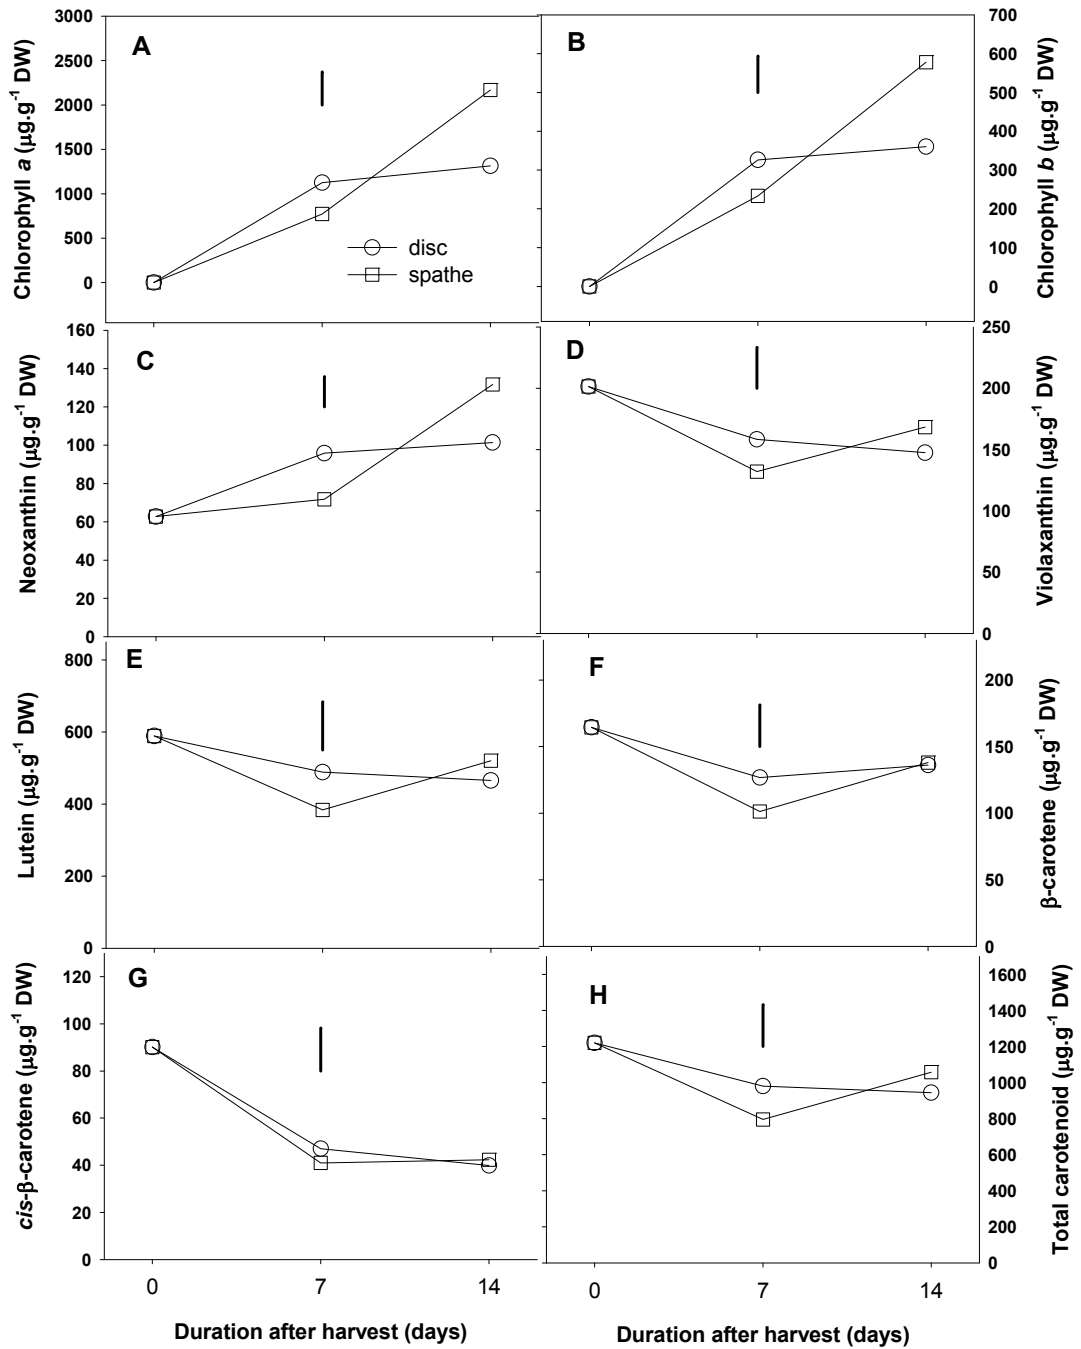 A
3000
2500
2000
1500
1000
500
0
Chlorophyll a (µg.g-1 DW)
disc
spathe
B
700
600
500
400
300
200
100
0
Chlorophyll b (µg.g-1 DW)
C
160
140
120
100
80
60
40
20
0
Neoxanthin (µg.g-1 DW)
D
250
200
150
100
50
0
Violaxanthin (µg.g-1 DW)
E
800
600
400
200
0
Lutein (µg.g-1 DW)
F
200
150
100
50
0
β-carotene (µg.g-1 DW)
G
120
100
80
60
40
20
0
cis-β-carotene (µg.g-1 DW)
0 7 14
Duration after harvest (days)
H
1600
1400
1200
1000
800
600
400
200
0
Total carotenoid (µg.g-1 DW)
0 7 14
Duration after harvest (days)